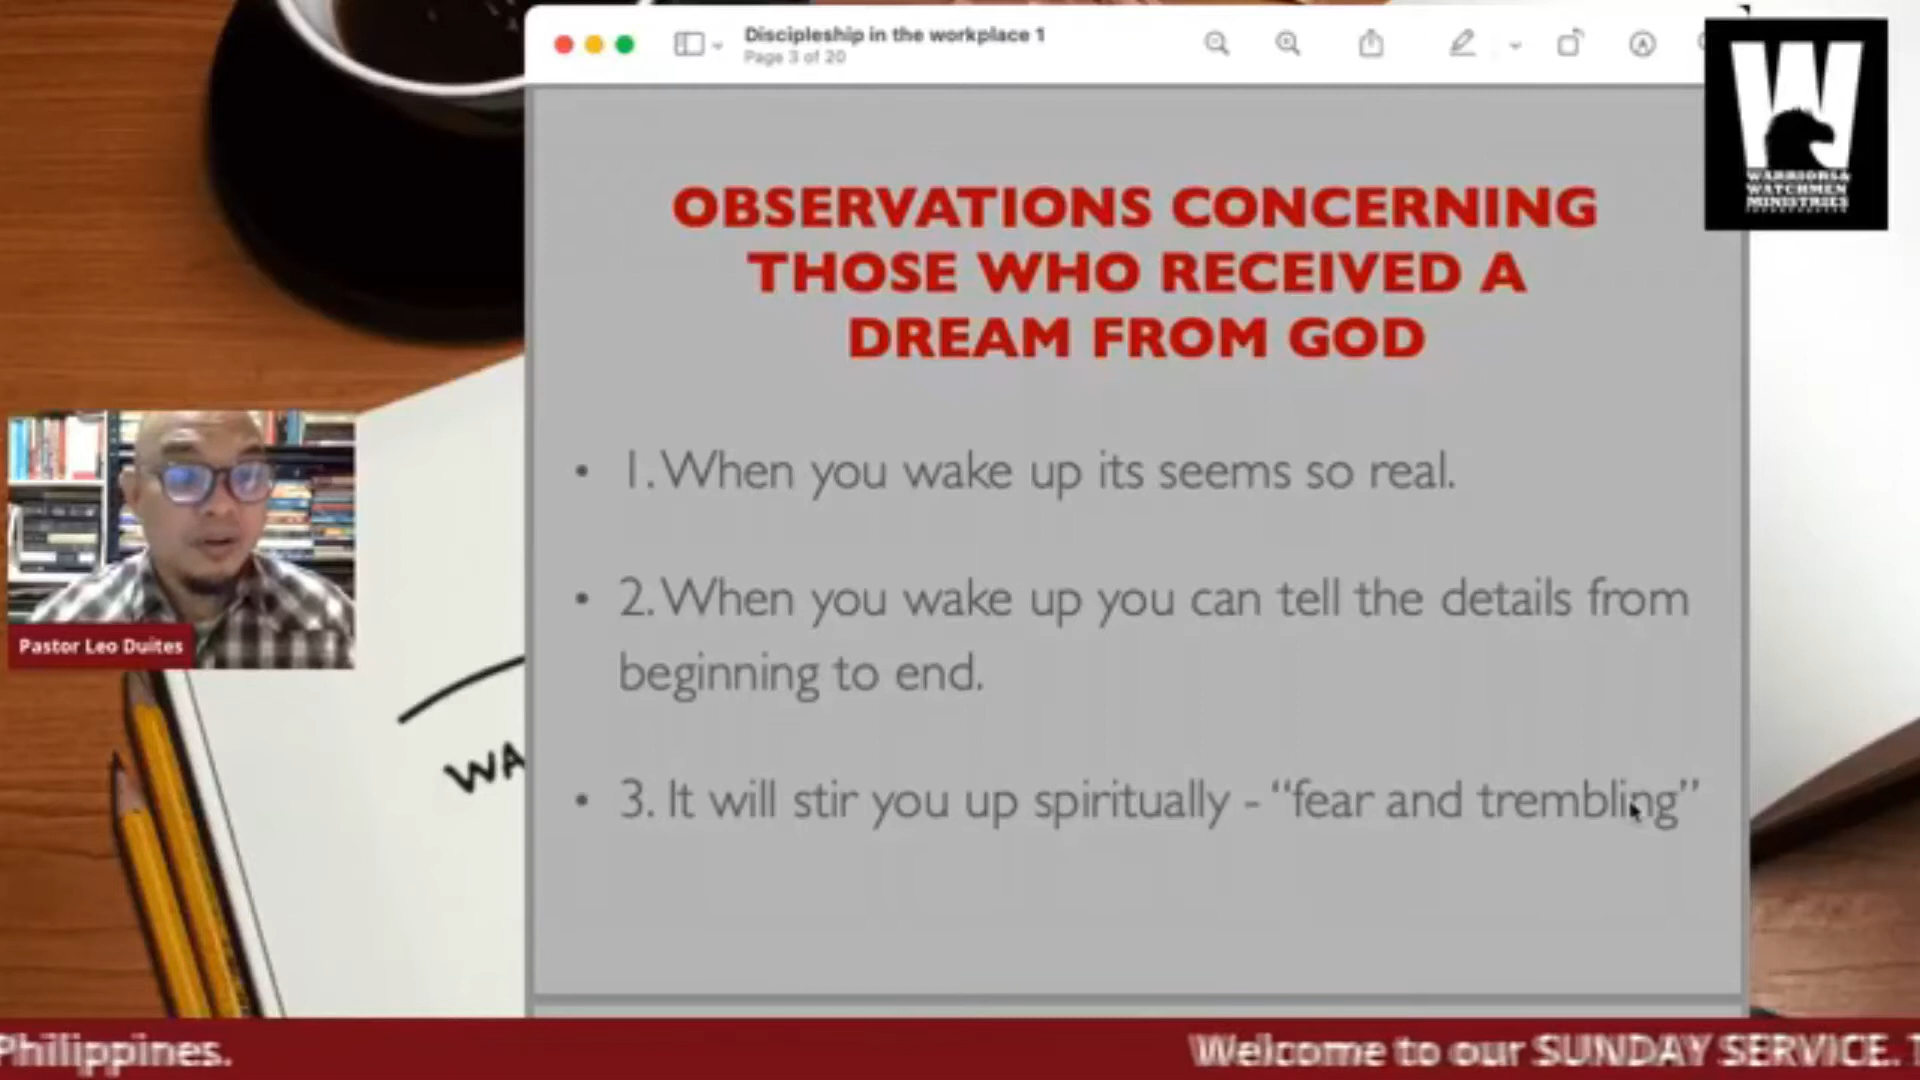 Discipleship in the workplace 1
Page 3 of 20
W
WARRIORS &
WATCHMEN
MINISTRIES
OBSERVATIONS CONCERNING
THOSE WHO RECEIVED A
DREAM FROM GOD
• 1. When you wake up its seems so real.
• 2. When you wake up you can tell the details from
beginning to end.
• 3. It will stir you up spiritually - “fear and trembling”
Pastor Leo Duites
WA
Philippines.
Welcome to our SUNDAY SERVICE. T